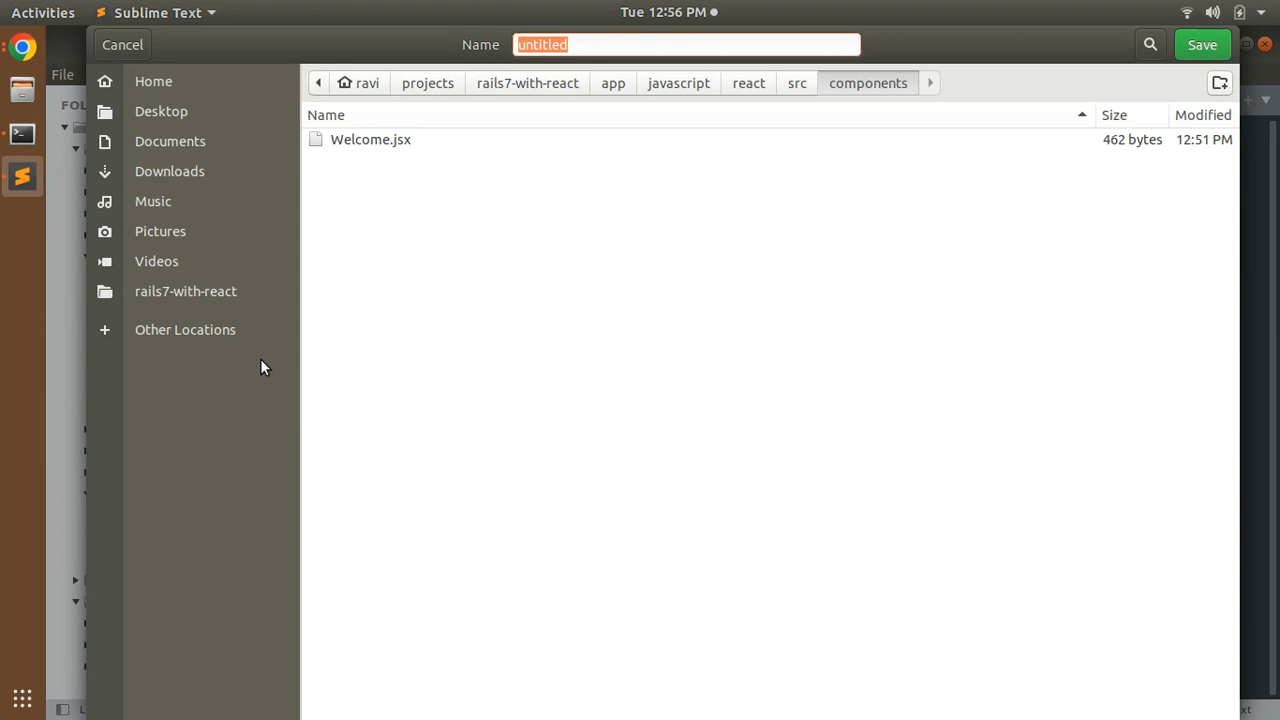 Activities Sublime Text Tue 12:56 PM
Cancel Name untitled Save
File
FOL
Home
Desktop
Documents
Downloads
Music
Pictures
Videos
rails7-with-react
Other Locations
ravi projects rails7-with-react app javascript react src components
Name Size Modified
Welcome.jsx 462 bytes 12:51 PM
L
xt